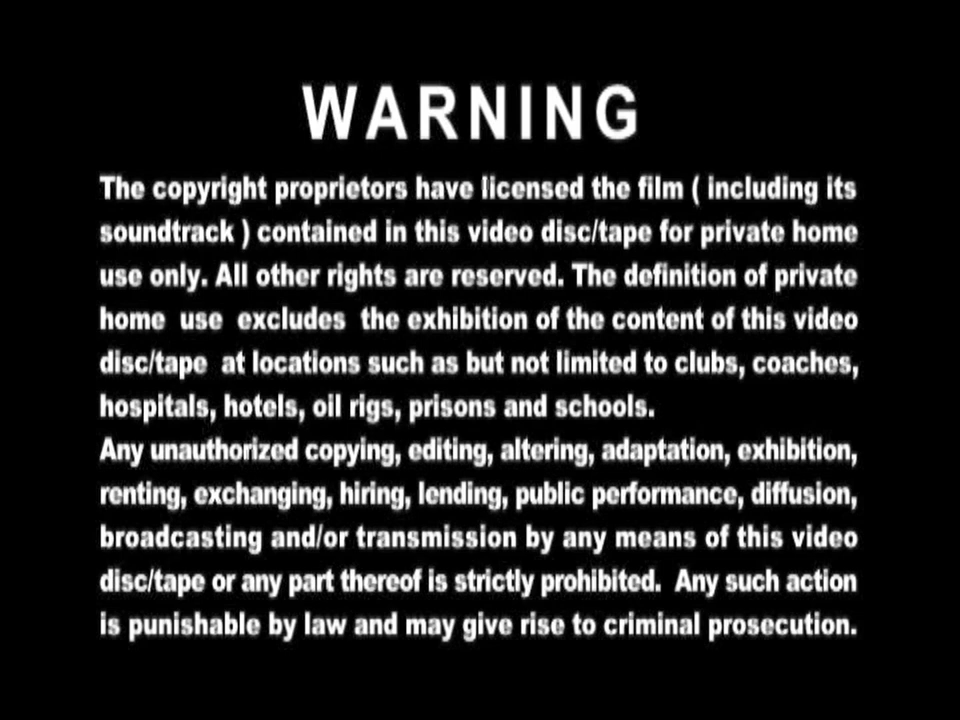 WARNING
The copyright proprietors have licensed the film ( including its
soundtrack ) contained in this video disc/tape for private home
use only. All other rights are reserved. The definition of private
home use excludes the exhibition of the content of this video
disc/tape at locations such as but not limited to clubs, coaches,
hospitals, hotels, oil rigs, prisons and schools.
Any unauthorized copying, editing, altering, adaptation, exhibition,
renting, exchanging, hiring, lending, public performance, diffusion,
broadcasting and/or transmission by any means of this video
disc/tape or any part thereof is strictly prohibited. Any such action
is punishable by law and may give rise to criminal prosecution.